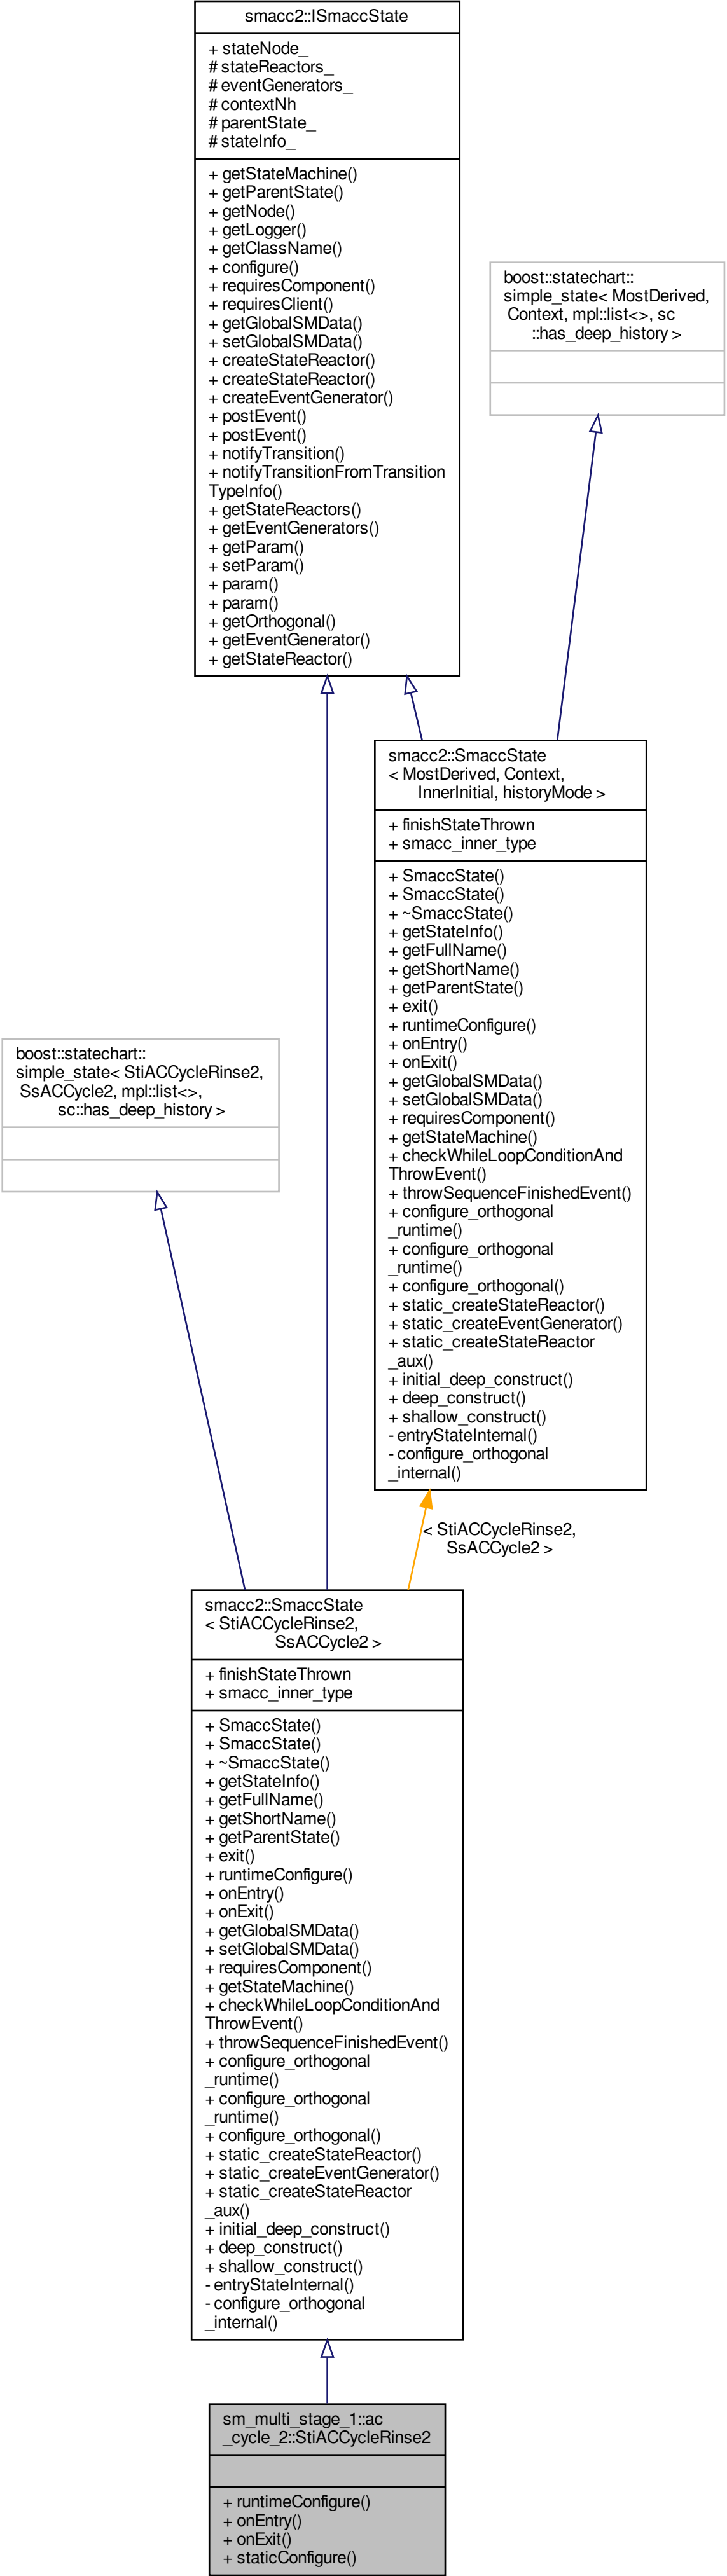 smacc2::ISmaccState
+ stateNode_
# stateReactors_
# eventGenerators_
# contextNh
# parentState_
# stateInfo_
+ getStateMachine()
+ getParentState()
+ getNode()
+ getLogger()
+ getClassName()
+ configure()
+ requiresComponent()
+ requiresClient()
+ getGlobalSMData()
+ setGlobalSMData()
+ createStateReactor()
+ createStateReactor()
+ createEventGenerator()
+ postEvent()
+ postEvent()
+ notifyTransition()
+ notifyTransitionFromTransition
TypeInfo()
+ getStateReactors()
+ getEventGenerators()
+ getParam()
+ setParam()
+ param()
+ param()
+ getOrthogonal()
+ getEventGenerator()
+ getStateReactor()
boost::statechart::
simple_state< MostDerived,
Context, mpl::list<>, sc
::has_deep_history >
smacc2::SmaccState
< MostDerived, Context,
InnerInitial, historyMode >
+ finishStateThrown
+ smacc_inner_type
+ SmaccState()
+ SmaccState()
+ ~SmaccState()
+ getStateInfo()
+ getFullName()
+ getShortName()
+ getParentState()
+ exit()
+ runtimeConfigure()
+ onEntry()
+ onExit()
+ getGlobalSMData()
+ setGlobalSMData()
+ requiresComponent()
+ getStateMachine()
+ checkWhileLoopConditionAnd
ThrowEvent()
+ throwSequenceFinishedEvent()
+ configure_orthogonal
_runtime()
+ configure_orthogonal
_runtime()
+ configure_orthogonal()
+ static_createStateReactor()
+ static_createEventGenerator()
+ static_createStateReactor
_aux()
+ initial_deep_construct()
+ deep_construct()
+ shallow_construct()
- entryStateInternal()
- configure_orthogonal
_internal()
boost::statechart::
simple_state< StiACCycleRinse2,
SsACCycle2, mpl::list<>,
sc::has_deep_history >
< StiACCycleRinse2,
SsACCycle2 >
smacc2::SmaccState
< StiACCycleRinse2,
SsACCycle2 >
+ finishStateThrown
+ smacc_inner_type
+ SmaccState()
+ SmaccState()
+ ~SmaccState()
+ getStateInfo()
+ getFullName()
+ getShortName()
+ getParentState()
+ exit()
+ runtimeConfigure()
+ onEntry()
+ onExit()
+ getGlobalSMData()
+ setGlobalSMData()
+ requiresComponent()
+ getStateMachine()
+ checkWhileLoopConditionAnd
ThrowEvent()
+ throwSequenceFinishedEvent()
+ configure_orthogonal
_runtime()
+ configure_orthogonal
_runtime()
+ configure_orthogonal()
+ static_createStateReactor()
+ static_createEventGenerator()
+ static_createStateReactor
_aux()
+ initial_deep_construct()
+ deep_construct()
+ shallow_construct()
- entryStateInternal()
- configure_orthogonal
_internal()
sm_multi_stage_1::ac
_cycle_2::StiACCycleRinse2
+ runtimeConfigure()
+ onEntry()
+ onExit()
+ staticConfigure()